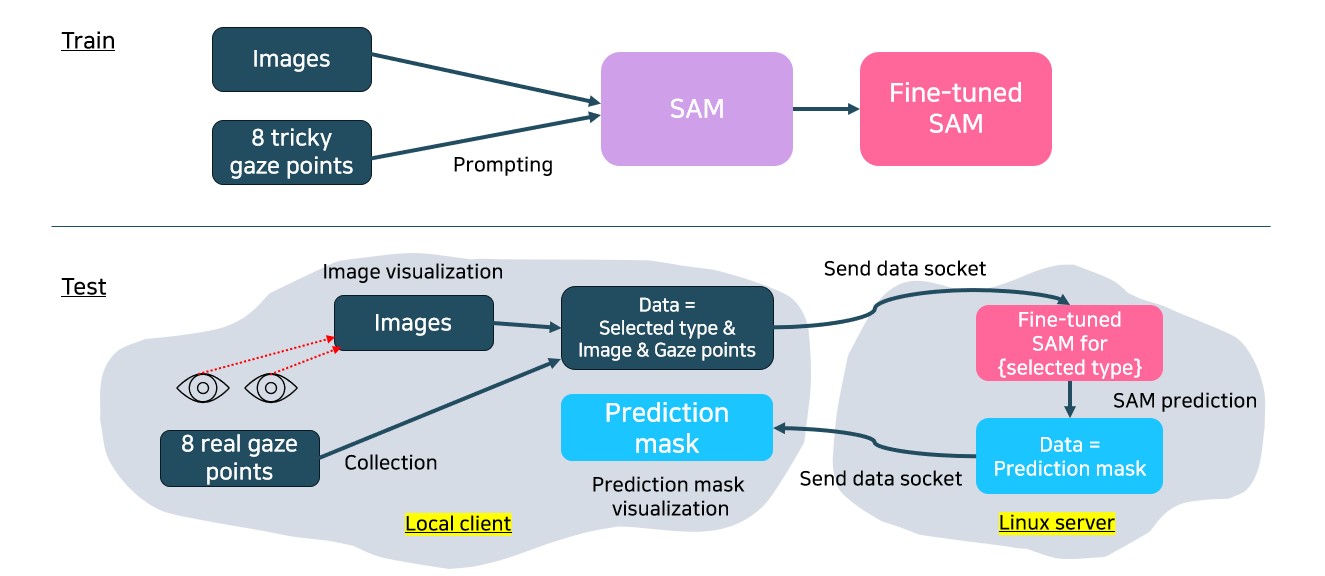 Train
Images
8 tricky
gaze points
Prompting
SAM
Fine-tuned
SAM
Test
Image visualization
Images
8 real gaze
points
Collection
Data =
Selected type &
Image & Gaze points
Prediction
mask
Prediction mask
visualization
Local client
Send data socket
Fine-tuned
SAM for
{selected type}
SAM prediction
Data =
Prediction mask
Send data socket
Linux server